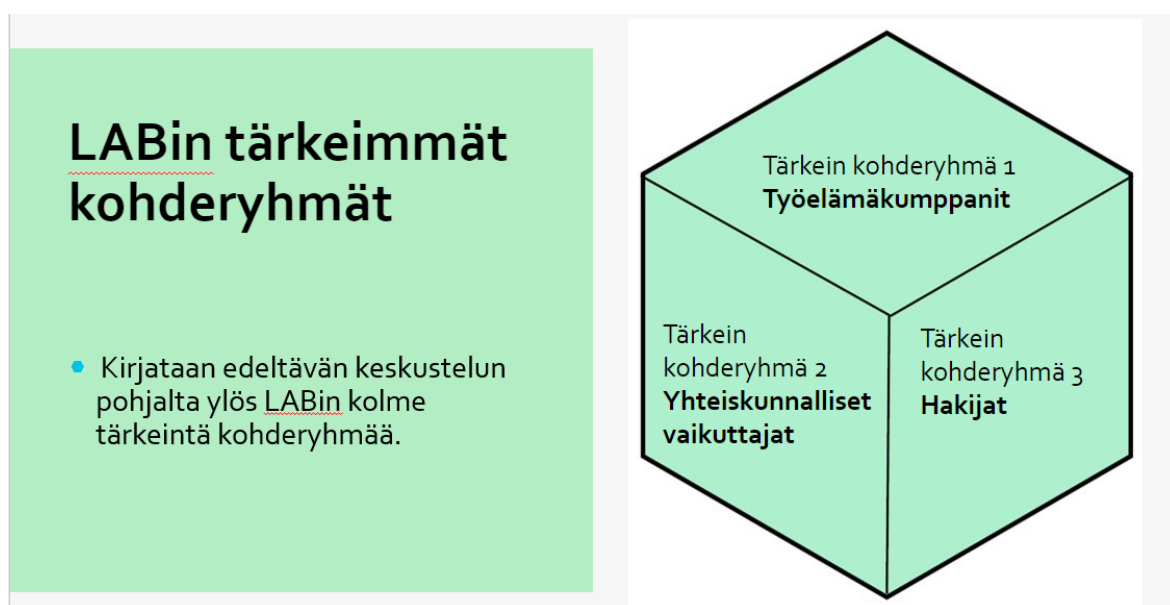 LABin tärkeimmät
kohderyhmät
Kirjataan edeltävän keskustelun
pohjalta ylös LABin kolme
tärkeintä kohderyhmää.
Tärkein kohderyhmä 1
Työelämäkumppanit
Tärkein
kohderyhmä 2
Yhteiskunnalliset
vaikuttajat
Tärkein
kohderyhmä 3
Hakijat